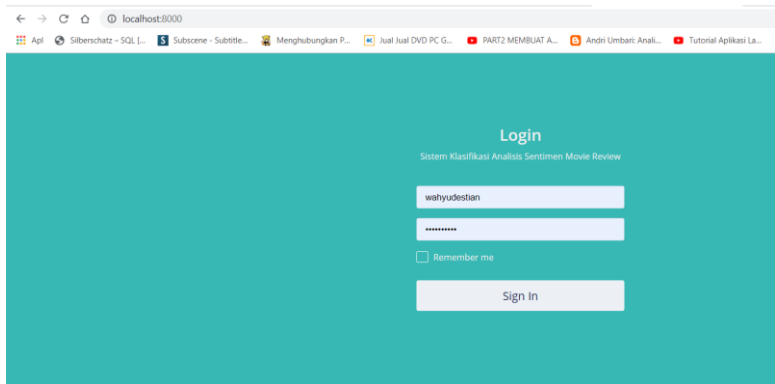 localhost:8000
Apl Silberschatz – SQL [... Subscene - Subtitle... Menghubungkan P... Jual Jual DVD PC G... PART2 MEMBUAT A... Andri Umbari: Anali... Tutorial Aplikasi La...
Login
Sistem Klasifikasi Analisis Sentimen Movie Review
wahyudestian
••••••••••
Remember me
Sign In